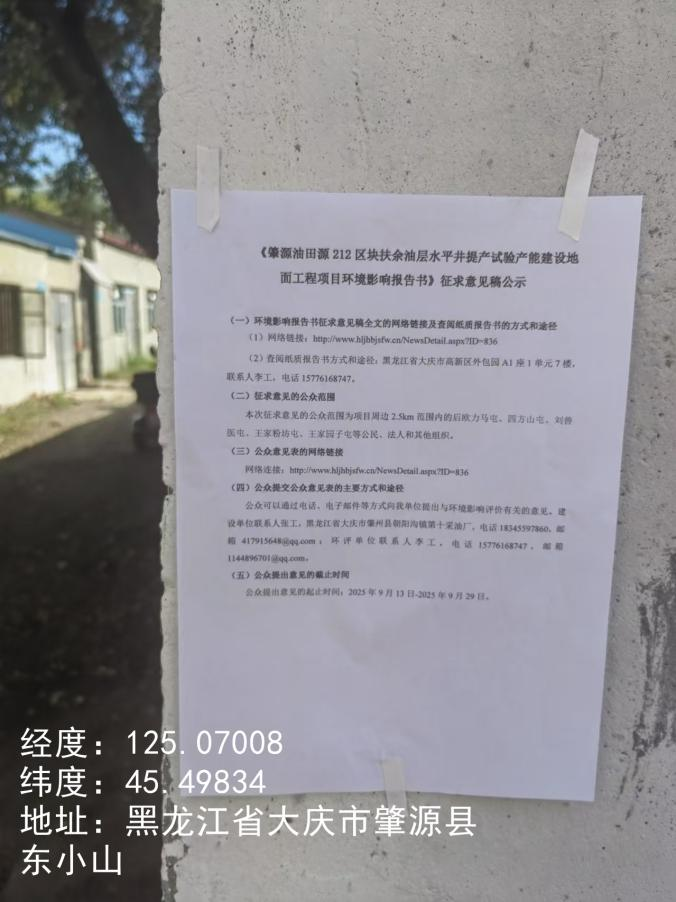 《肇源油田源 212 区块扶余油层水平井提产试验产能建设地
面工程项目环境影响报告书》征求意见稿公示
（一）环境影响报告书征求意见稿全文的网络链接及查阅纸质报告书的方式和途径
（1）网络链接：http://www.hljhbjsfw.cn/NewsDetail.aspx?ID=836
（2）查阅纸质报告书方式和途径：黑龙江省大庆市高新区外包园 A1 座 1 单元 7 楼，
联系人李工，电话 15776168747。
（二）征求意见的公众范围
本次征求意见的公众范围为项目周边 2.5km 范围内的后欧力马屯、四方山屯、刘兽
医屯、王家粉坊屯、王家园子屯等公民、法人和其他组织。
（三）公众意见表的网络链接
网络连接：http://www.hljhbjsfw.cn/NewsDetail.aspx?ID=836
（四）公众提交公众意见表的主要方式和途径
公众可以通过电话、电子邮件等方式向我单位提出与环境影响评价有关的意见。建
设单位联系人张工，黑龙江省大庆市肇州县朝阳沟镇第十采油厂，电话 18345597860，邮
箱 417915648@qq.com；环评单位联系人李工，电话 15776168747，邮箱
1144896701@qq.com。
（五）公众提出意见的截止时间
公众提出意见的起止时间：2025 年 9 月 13 日-2025 年 9 月 29 日。
经度：125.07008
纬度：45.49834
地址：黑龙江省大庆市肇源县
东小山